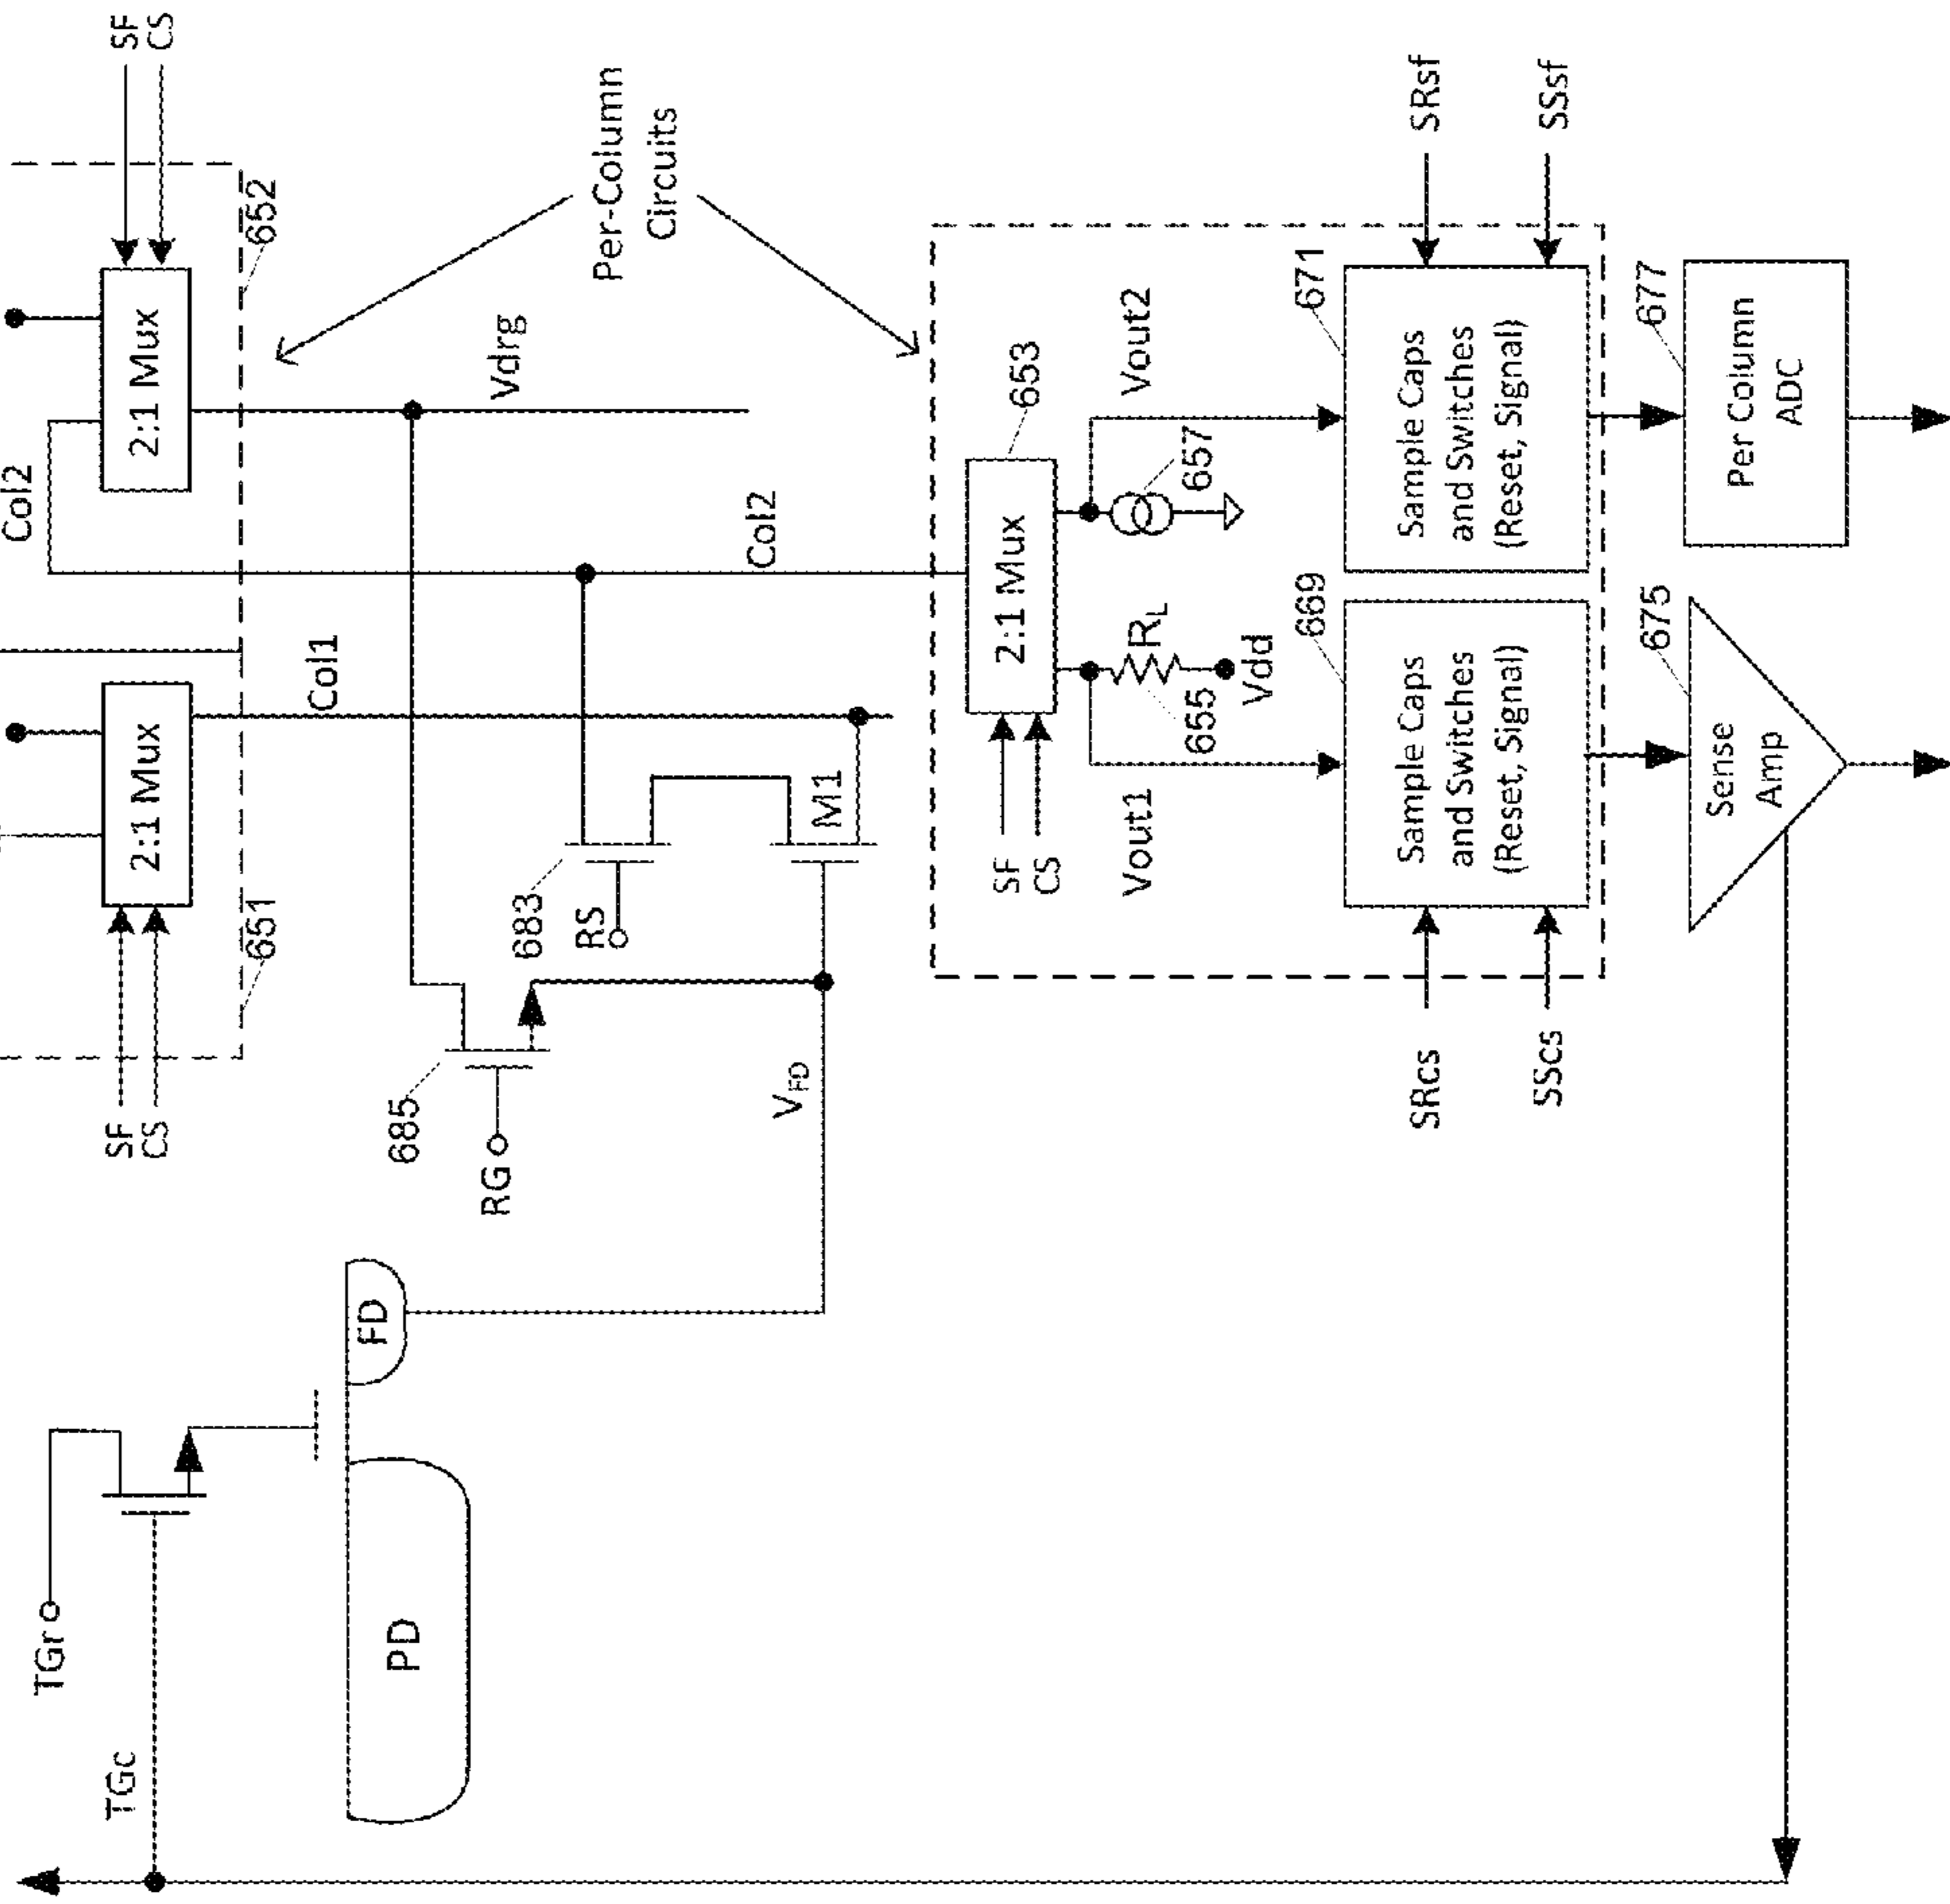 SF
CS
652
2:1 Mux
Col2
Per-Column
Circuits
Vdrg
Col2
2:1 Mux
Col1
651
SF
CS
M1
683
RS
685
RG
VFD
FD
TGr
TGc
PD
653
2:1 Mux
SF
CS
Vout2
657
RL
655
Vdd
Vout1
671
Sample Caps
and Switches
(Reset, Signal)
SRsf
SSsf
669
Sample Caps
and Switches
(Reset, Signal)
SRcs
SScs
677
Per Column
ADC
675
Sense
Amp